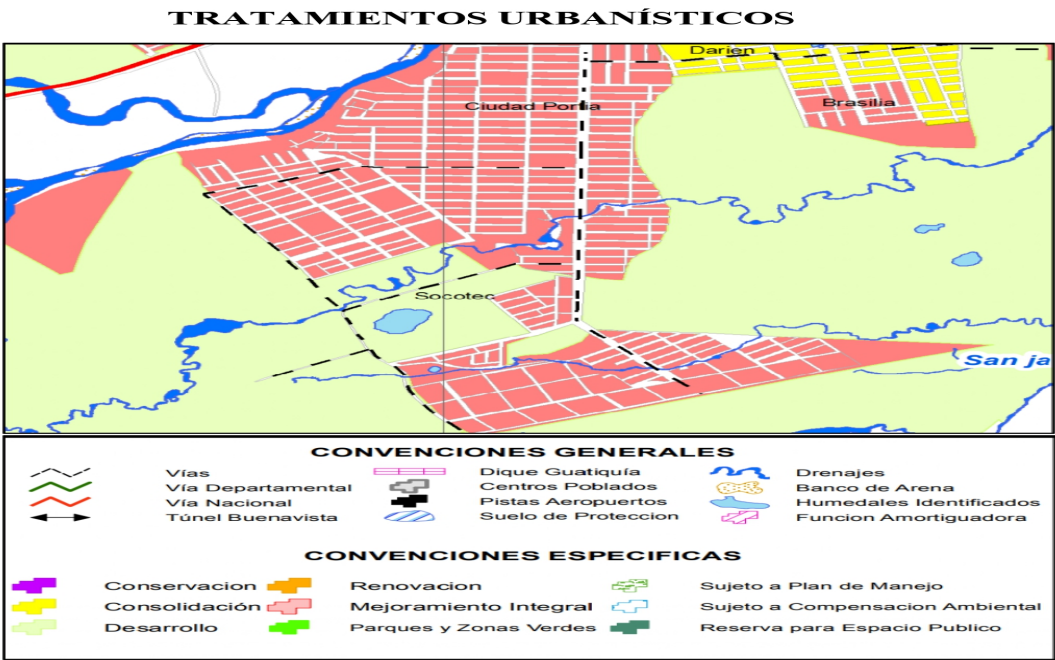 TRATAMIENTOS URBANÍSTICOS
Darien
Ciudad Porfia
Brasilia
Socotec
San ja
CONVENCIONES GENERALES
Vías
Vía Departamental
Vía Nacional
Túnel Buenavista
Dique Guatiquía
Centros Poblados
Pistas Aeropuertos
Suelo de Proteccion
Drenajes
Banco de Arena
Humedales Identificados
Funcion Amortiguadora
CONVENCIONES ESPECIFICAS
Conservacion
Consolidación
Desarrollo
Renovacion
Mejoramiento Integral
Parques y Zonas Verdes
Sujeto a Plan de Manejo
Sujeto a Compensacion Ambiental
Reserva para Espacio Publico